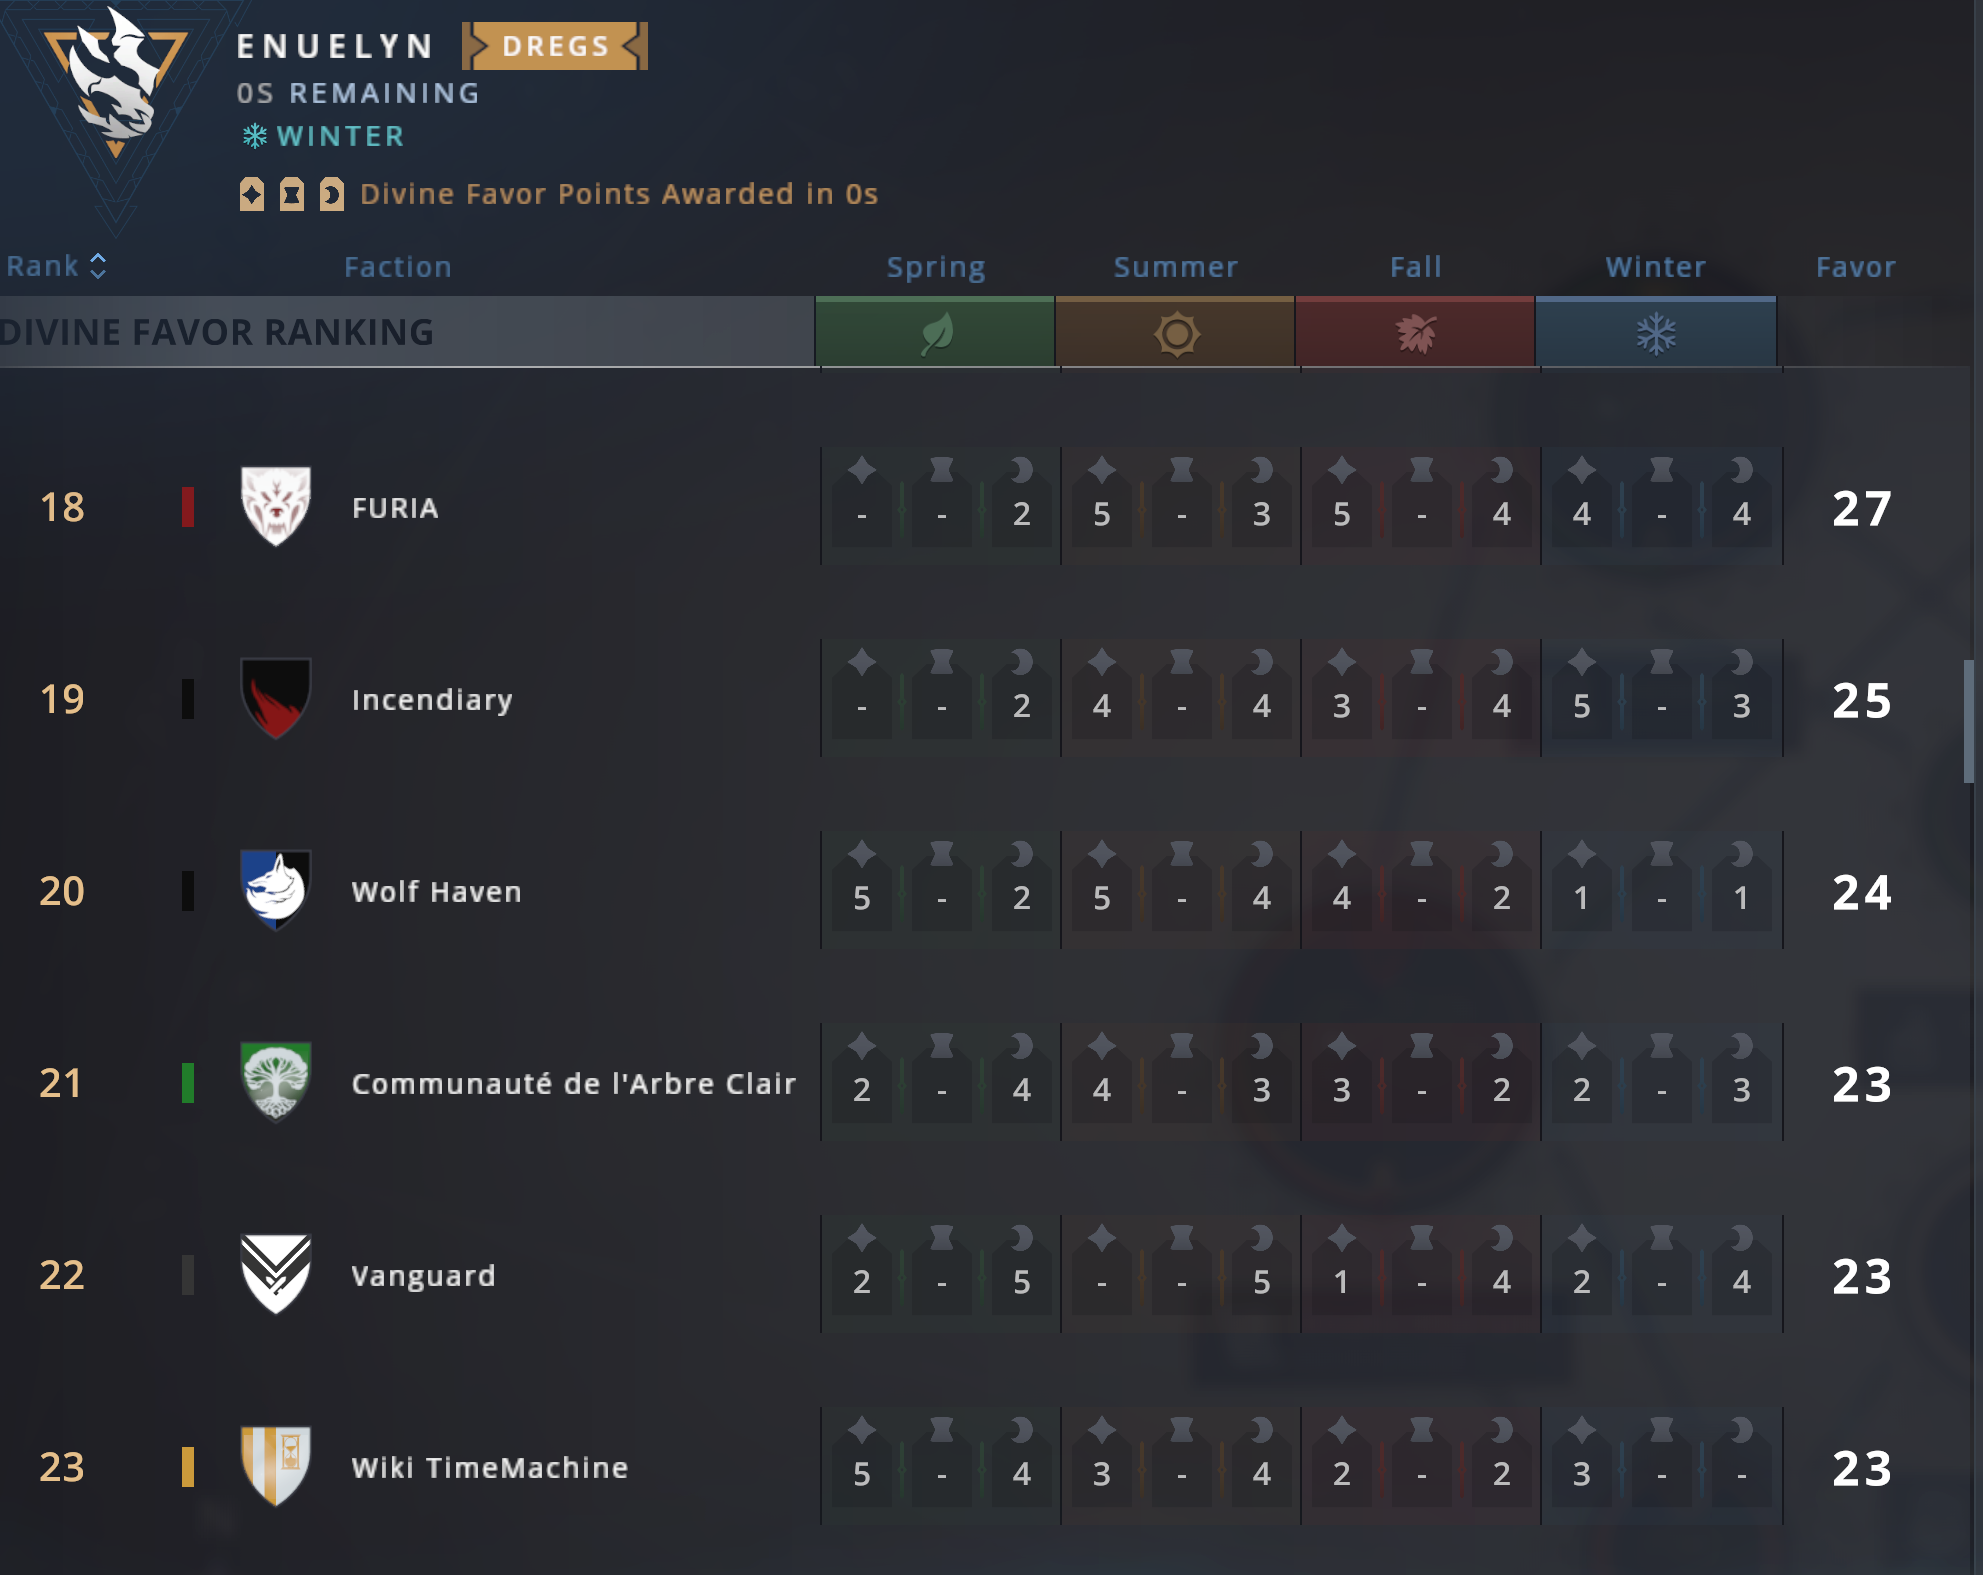 ENUELYN DREGS
0S REMAINING
WINTER
Divine Favor Points Awarded in 0s
Rank Faction Spring Summer Fall Winter Favor
DIVINE FAVOR RANKING
18 FURIA - - 2 5 - 3 5 - 4 4 - 4 27
19 Incendiary - - 2 4 - 4 3 - 4 5 - 3 25
20 Wolf Haven 5 - 2 5 - 4 4 - 2 1 - 1 24
21 Communauté de l'Arbre Clair 2 - 4 4 - 3 3 - 2 2 - 3 23
22 Vanguard 2 - 5 - - 5 1 - 4 2 - 4 23
23 Wiki TimeMachine 5 - 4 3 - 4 2 - 2 3 - - 23